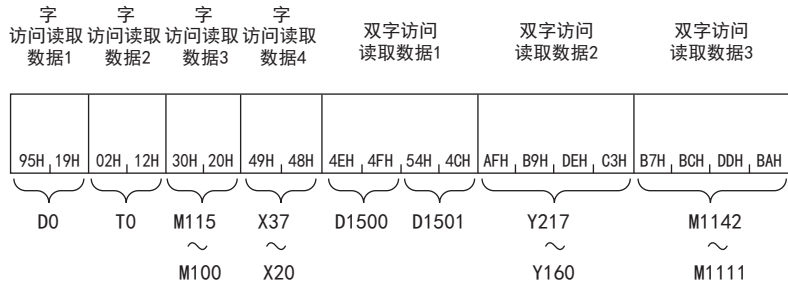 字 字 字 字
访问读取 访问读取 访问读取 访问读取 双字访问 双字访问 双字访问
数据1 数据2 数据3 数据4 读取数据1 读取数据2 读取数据3
95H 19H 02H 12H 30H 20H 49H 48H 4EH 4FH 54H 4CH AFH B9H DEH C3H B7H BCH DDH BAH
D0 T0 M115 X37 D1500 D1501 Y217 M1142
～ ～ ～ ～
M100 X20 Y160 M1111